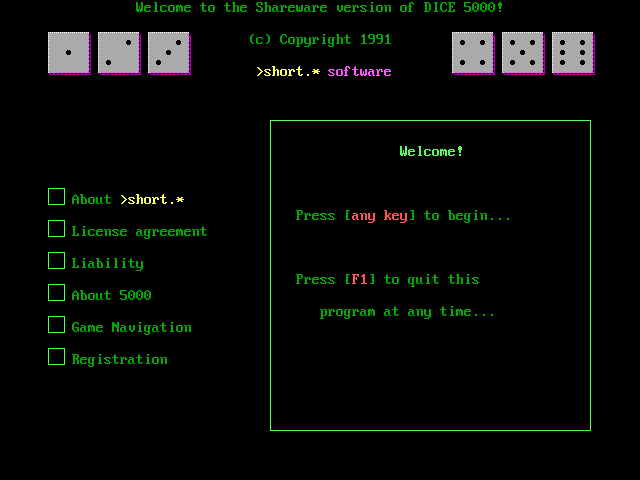 Welcome to the Shareware version of DICE 5000!
(c) Copyright 1991
>short.* software
Welcome!
About >short.*
License agreement
Liability
About 5000
Game Navigation
Registration
Press [any key] to begin...
Press [F1] to quit this
program at any time...